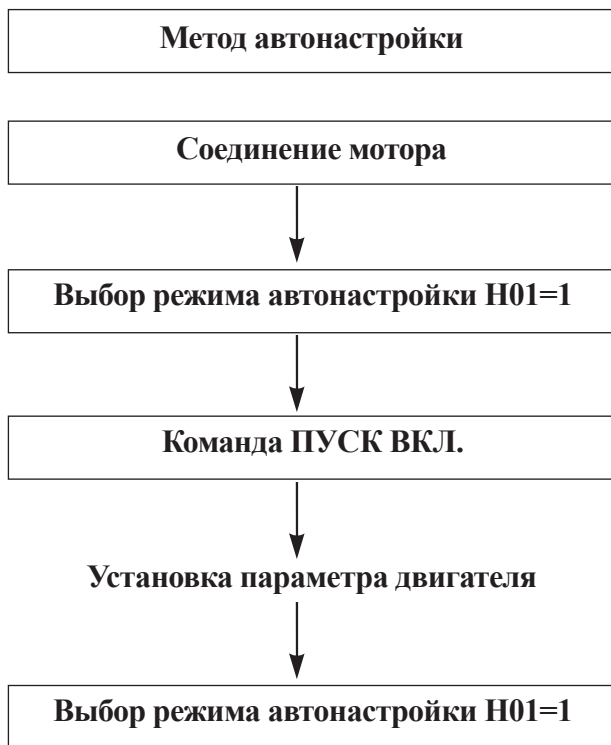 Метод автонастройки
Соединение мотора
Выбор режима автонастройки H01=1
Команда ПУСК ВКЛ.
Установка параметра двигателя
Выбор режима автонастройки H01=1